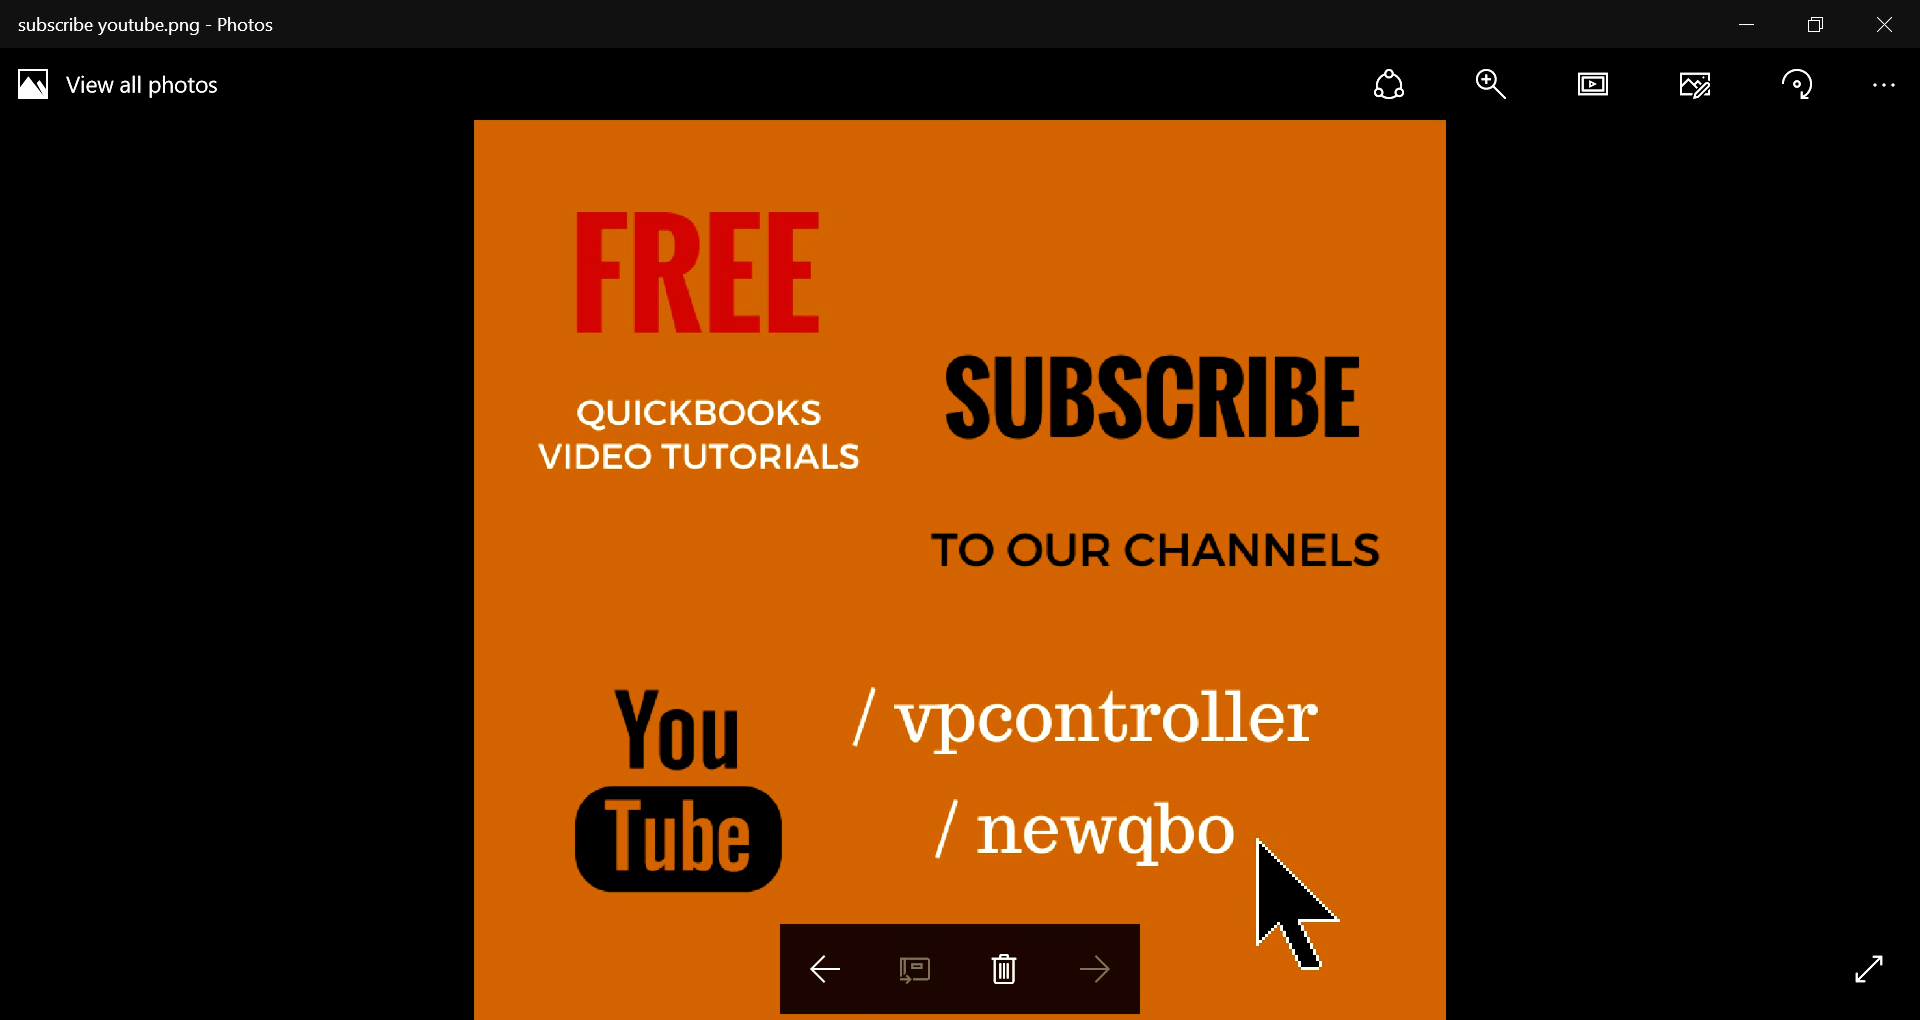 subscribe youtube.png - Photos
View all photos
FREE
QUICKBOOKS
VIDEO TUTORIALS
SUBSCRIBE
TO OUR CHANNELS
You
Tube
/ vpcontroller
/ newqbo